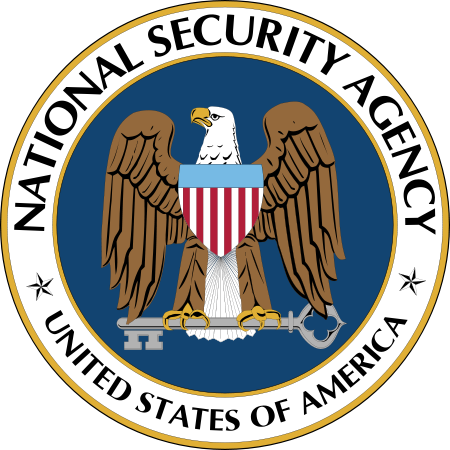 NATIONAL SECURITY AGENCY
UNITED STATES OF AMERICA